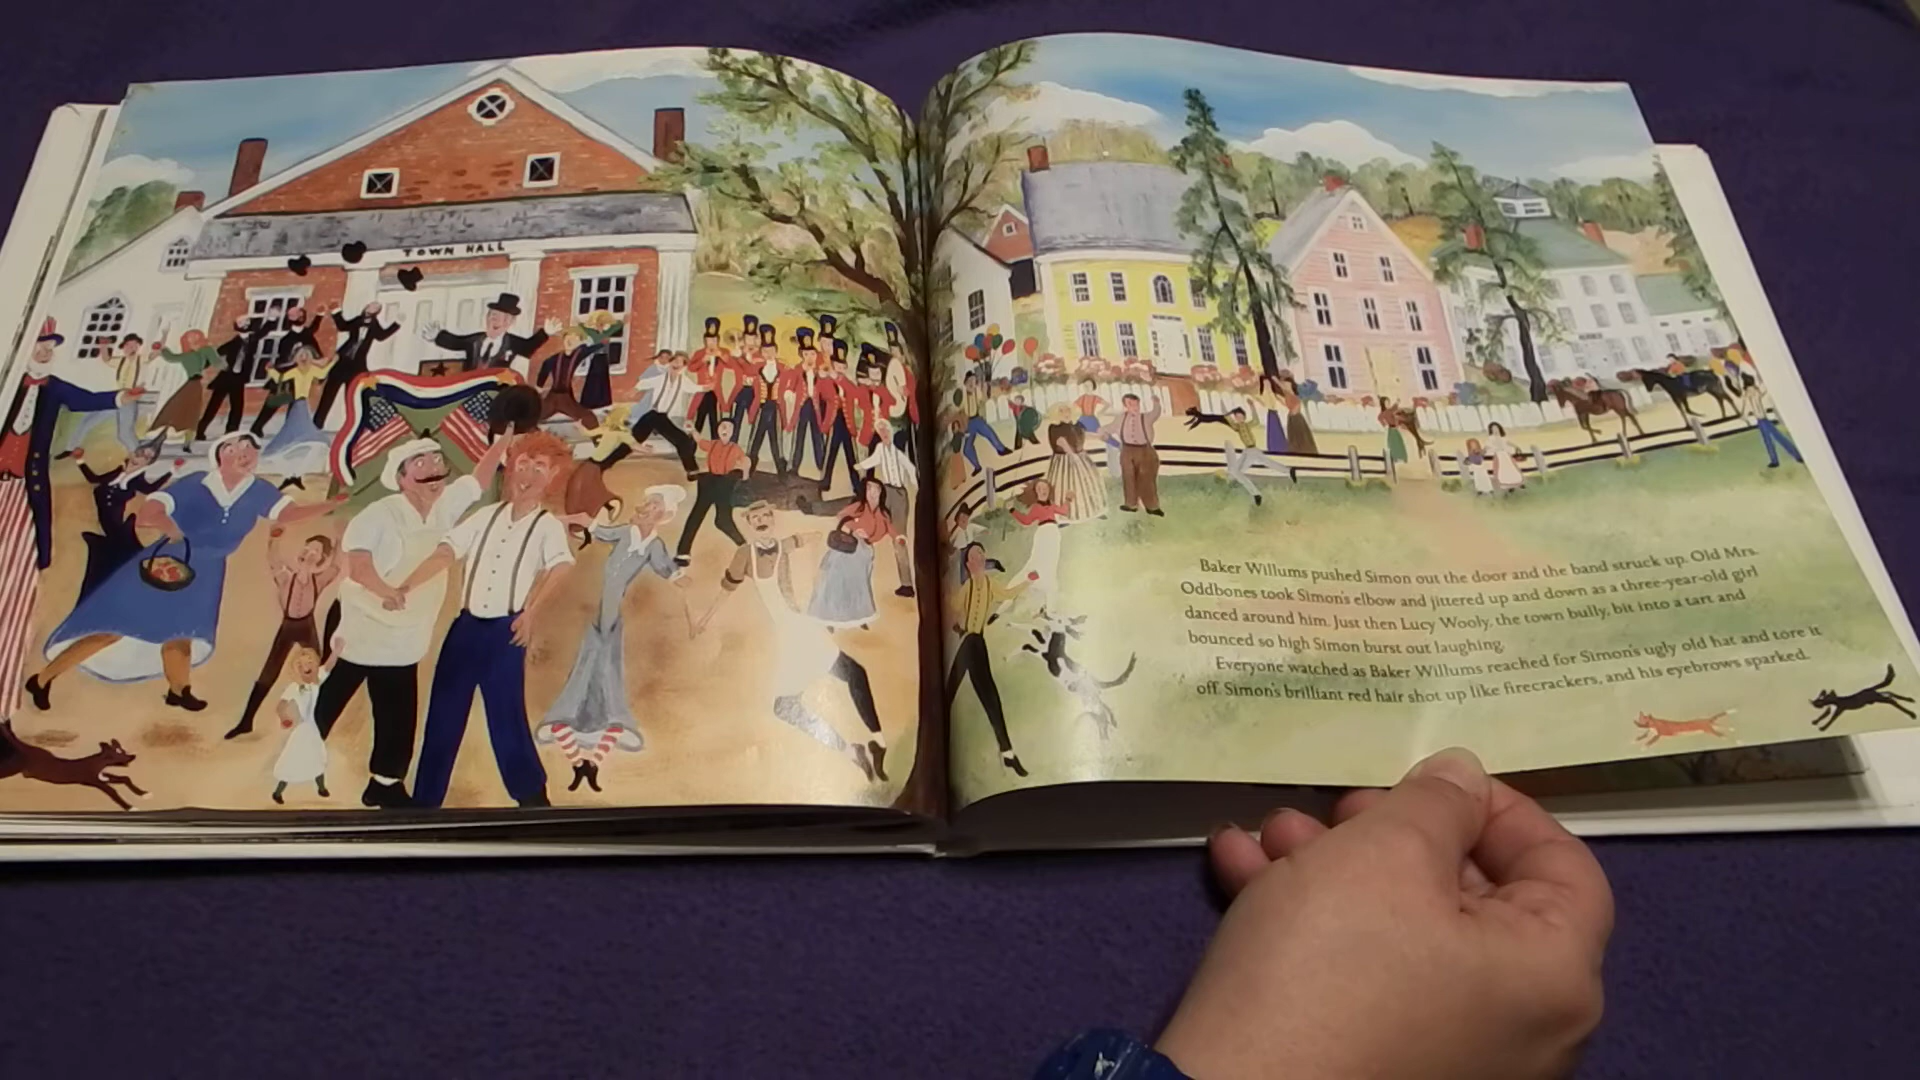 TOWN HALL
Baker Willums pushed Simon out the door and the band struck up. Old Mrs.
Oddbones took Simon's elbow and jittered up and down as a three-year-old girl
danced around him. Just then Lucy Wooly, the town bully, bit into a tart and
bounced so high Simon burst out laughing.
Everyone watched as Baker Willums reached for Simon's ugly old hat and tore it
off. Simon's brilliant red hair shot up like firecrackers, and his eyebrows sparked.